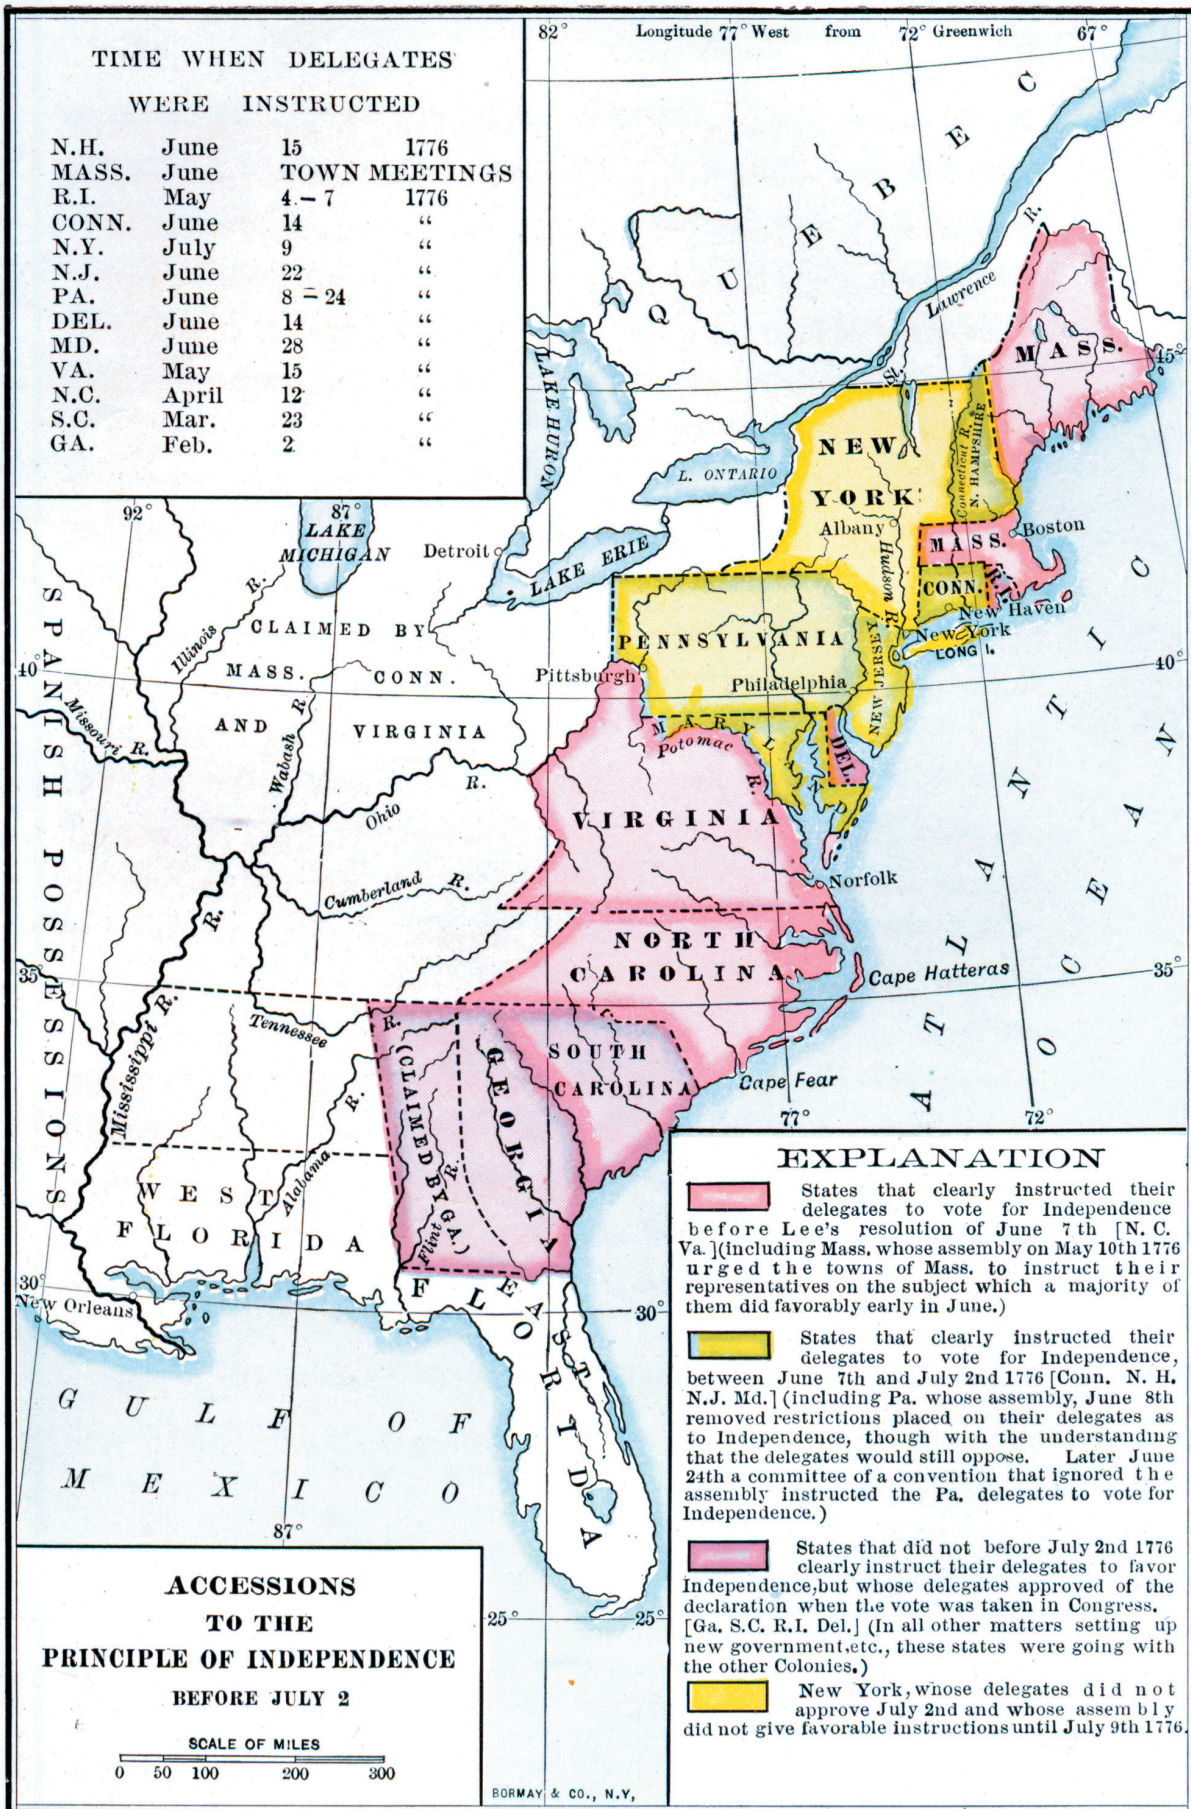 TIME WHEN DELEGATES
WERE INSTRUCTED
N.H. June 15 1776
MASS. June TOWN MEETINGS
R.I. May 4.–7 1776
CONN. June 14 “
N.Y. July 9 “
N.J. June 22 “
PA. June 8–24 “
DEL. June 14 “
MD. June 28 “
VA. May 15 “
N.C. April 12 “
S.C. Mar. 23 “
GA. Feb. 2 “
82° Longitude 77° West from 72° Greenwich 67°
QUEBEC
St. Lawrence R.
MASS.
45°
LAKE HURON
L. ONTARIO
NEW
YORK
Connecticut R.
N. HAMPSHIRE
Albany
Hudson R.
MASS.
Boston
CONN.
R.I.
New Haven
New York
LONG I.
92°
87°
LAKE
MICHIGAN
Detroit
LAKE ERIE
Illinois R.
CLAIMED BY
MASS. CONN.
AND VIRGINIA
PENNSYLVANIA
Pittsburgh
Philadelphia
NEW JERSEY
40°
40°
SPANISH POSSESSIONS
Missouri R.
Wabash R.
Ohio R.
MARYLAND
Potomac R.
DEL.
VIRGINIA
Norfolk
Cumberland R.
NORTH
CAROLINA
Cape Hatteras
35°
35°
Mississippi R.
Tennessee R.
(CLAIMED BY GA.)
GEORGIA
SOUTH
CAROLINA
Cape Fear
77°
72°
ATLANTIC
OCEAN
Alabama R.
Flint R.
WEST
FLORIDA
30°
New Orleans
EAST
FLORIDA
30°
GULF OF
MEXICO
87°
25°
25°
EXPLANATION
States that clearly instructed their
delegates to vote for Independence
before Lee's resolution of June 7 th [N. C.
Va.](including Mass. whose assembly on May 10th 1776
urged the towns of Mass. to instruct their
representatives on the subject which a majority of
them did favorably early in June.)
States that clearly instructed their
delegates to vote for Independence,
between June 7th and July 2nd 1776 [Conn. N. H.
N.J. Md.] (including Pa. whose assembly, June 8th
removed restrictions placed on their delegates as
to Independence, though with the understanding
that the delegates would still oppose. Later June
24th a committee of a convention that ignored the
assembly instructed the Pa. delegates to vote for
Independence.)
States that did not before July 2nd 1776
clearly instruct their delegates to favor
Independence,but whose delegates approved of the
declaration when the vote was taken in Congress.
[Ga. S.C. R.I. Del.] (In all other matters setting up
new government,etc., these states were going with
the other Colonies.)
New York, whose delegates did not
approve July 2nd and whose assembly
did not give favorable instructions until July 9th 1776.
ACCESSIONS
TO THE
PRINCIPLE OF INDEPENDENCE
BEFORE JULY 2
SCALE OF MILES
0 50 100 200 300
BORMAY & CO., N.Y,